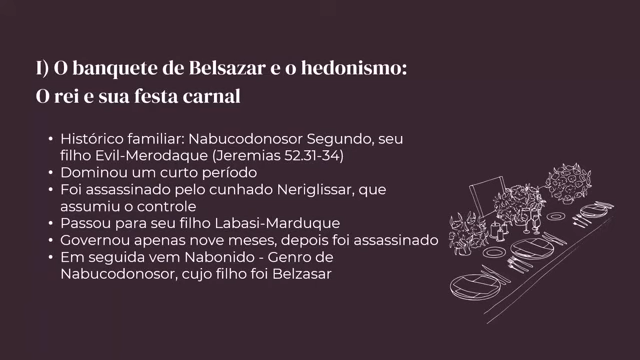 I) O banquete de Belsazar e o hedonismo:
O rei e sua festa carnal
• Histórico familiar: Nabucodonosor Segundo, seu
filho Evil-Merodaque (Jeremias 52.31-34)
• Dominou um curto período
• Foi assassinado pelo cunhado Neriglissar, que
assumiu o controle
• Passou para seu filho Labasi-Marduque
• Governou apenas nove meses, depois foi assassinado
• Em seguida vem Nabonido - Genro de
Nabucodonosor, cujo filho foi Belzasar